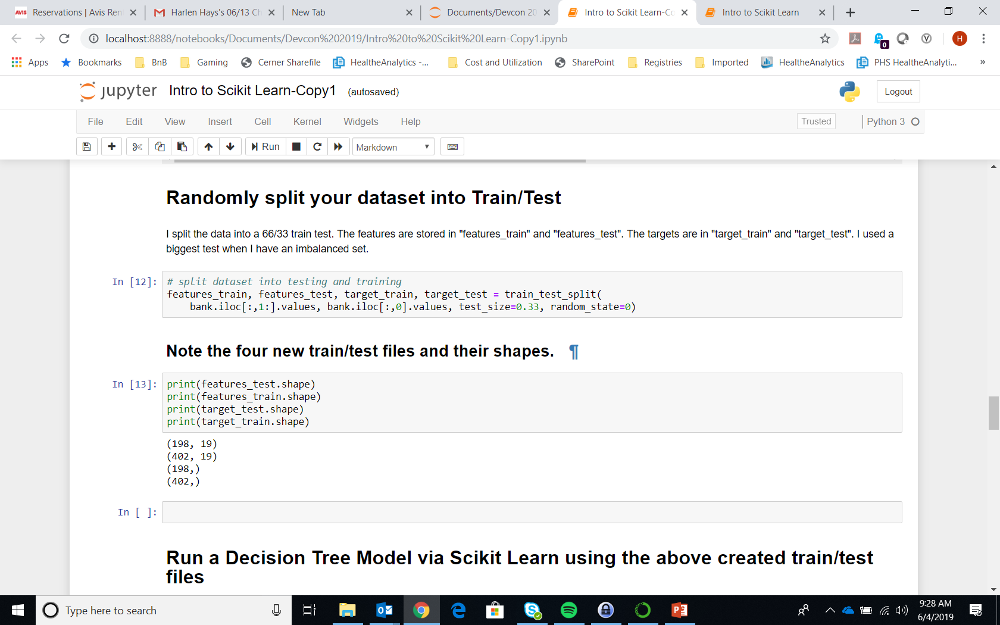 AVIS Reservations | Avis Ren
Harlen Hays's 06/13 Ch
New Tab
Documents/Devcon 20
Intro to Scikit Learn-Co
Intro to Scikit Learn
localhost:8888/notebooks/Documents/Devcon%202019/Intro%20to%20Scikit%20Learn-Copy1.ipynb
0
V
H
Apps Bookmarks BnB Gaming Cerner Sharefile HealtheAnalytics -... Cost and Utilization SharePoint Registries Imported HealtheAnalytics PHS HealtheAnalyti... »
jupyter Intro to Scikit Learn-Copy1 (autosaved) Logout
File Edit View Insert Cell Kernel Widgets Help Trusted Python 3
Run Markdown
Randomly split your dataset into Train/Test
I split the data into a 66/33 train test. The features are stored in "features_train" and "features_test". The targets are in "target_train" and "target_test". I used a
biggest test when I have an imbalanced set.
In [12]: # split dataset into testing and training
features_train, features_test, target_train, target_test = train_test_split(
bank.iloc[:,1:].values, bank.iloc[:,0].values, test_size=0.33, random_state=0)
Note the four new train/test files and their shapes. ¶
In [13]: print(features_test.shape)
print(features_train.shape)
print(target_test.shape)
print(target_train.shape)
(198, 19)
(402, 19)
(198,)
(402,)
In [ ]:
Run a Decision Tree Model via Scikit Learn using the above created train/test
files
Type here to search
9:28 AM
6/4/2019